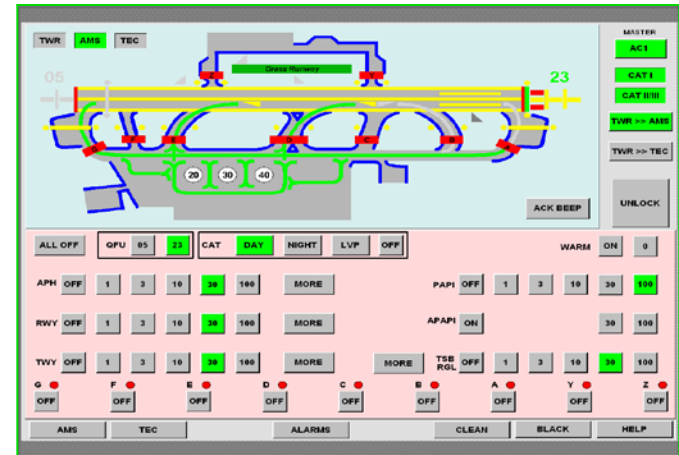 MASTER
TWR AMS TEC
AC1
Grass Runway
05 23
CAT I
CAT II/III
TWR >> AMS
TWR >> TEC
20 30 40
ACK BEEP
UNLOCK
ALL OFF QFU 05 23 CAT DAY NIGHT LVP OFF WARM ON 0
APH OFF 1 3 10 30 100 MORE PAPI OFF 1 3 10 30 100
RWY OFF 1 3 10 30 100 MORE APAPI ON 30 100
TWY OFF 1 3 10 30 100 MORE MORE TSB RGL OFF 1 3 10 30 100
G F E D C B A Y Z
OFF OFF OFF OFF OFF OFF OFF OFF OFF
AMS TEC ALARMS CLEAN BLACK HELP